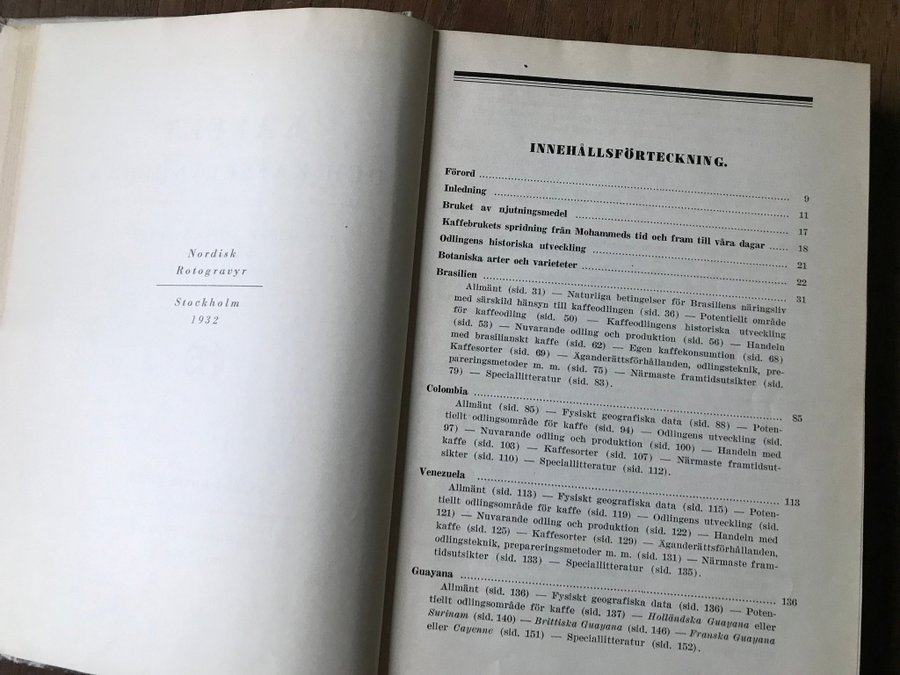 Nordisk
Rotogravyr
Stockholm
1932
INNEHÅLLSFÖRTECKNING.
Förord 9
Inledning 11
Bruket av njutningsmedel 17
Kaffebrukets spridning från Mohammeds tid och fram till våra dagar 18
Odlingens historiska utveckling 21
Botaniska arter och varieteter 22
Brasilien 31
Allmänt (sid. 31) — Naturliga betingelser för Brasiliens näringsliv
med särskild hänsyn till kaffeodlingen (sid. 36) — Potentiellt område
för kaffeodling (sid. 50) — Kaffeodlingens historiska utveckling
(sid. 53) — Nuvarande odling och produktion (sid. 56) — Handeln
med brasilianskt kaffe (sid. 62) — Egen kaffekonsumtion (sid. 68)
Kaffesorter (sid. 69) — Äganderättsförhållanden, odlingsteknik, pre-
pareringsmetoder m. m. (sid. 75) — Närmaste framtidsutsikter (sid.
79) — Speciallitteratur (sid. 83).
Colombia 85
Allmänt (sid. 85) — Fysiskt geografiska data (sid. 88) — Poten-
tiellt odlingsområde för kaffe (sid. 94) — Odlingens utveckling (sid.
97) — Nuvarande odling och produktion (sid. 100) — Handeln med
kaffe (sid. 103) — Kaffesorter (sid. 107) — Närmaste framtidsut-
sikter (sid. 110) — Speciallitteratur (sid. 112).
Venezuela 113
Allmänt (sid. 113) — Fysiskt geografiska data (sid. 115) — Poten-
tiellt odlingsområde för kaffe (sid. 119) — Odlingens utveckling (sid.
121) — Nuvarande odling och produktion (sid. 122) — Handeln med
kaffe (sid. 125) — Kaffesorter (sid. 129) — Äganderättsförhållanden,
odlingsteknik, prepareringsmetoder m. m. (sid. 131) — Närmaste fram-
tidsutsikter (sid. 133) — Speciallitteratur (sid. 135).
Guayana 136
Allmänt (sid. 136) — Fysiskt geografiska data (sid. 136) — Poten-
tiellt odlingsområde för kaffe (sid. 137) — Holländska Guayana eller
Surinam (sid. 140) — Brittiska Guayana (sid. 146) — Franska Guayana
eller Cayenne (sid. 151) — Speciallitteratur (sid. 152).